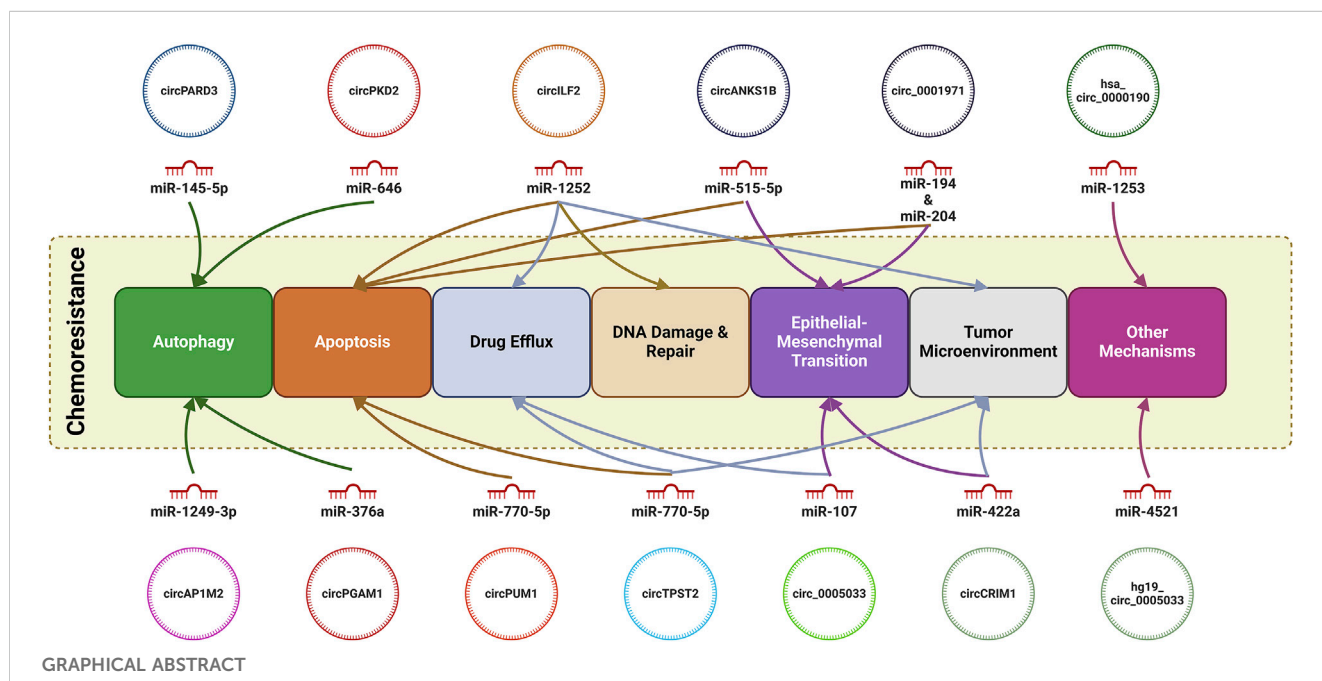 circPARD3
circPKD2
circILF2
circANKS1B
circ_0001971
hsa_
circ_0000190
miR-145-5p
miR-646
miR-1252
miR-515-5p
miR-194
&
miR-204
miR-1253
Chemoresistance
Autophagy
Apoptosis
Drug Efflux
DNA Damage &
Repair
Epithelial-
Mesenchymal
Transition
Tumor
Microenvironment
Other
Mechanisms
miR-1249-3p
miR-376a
miR-770-5p
miR-770-5p
miR-107
miR-422a
miR-4521
circAP1M2
circPGAM1
circPUM1
circTPST2
circ_0005033
circCRIM1
hg19_
circ_0005033
GRAPHICAL ABSTRACT